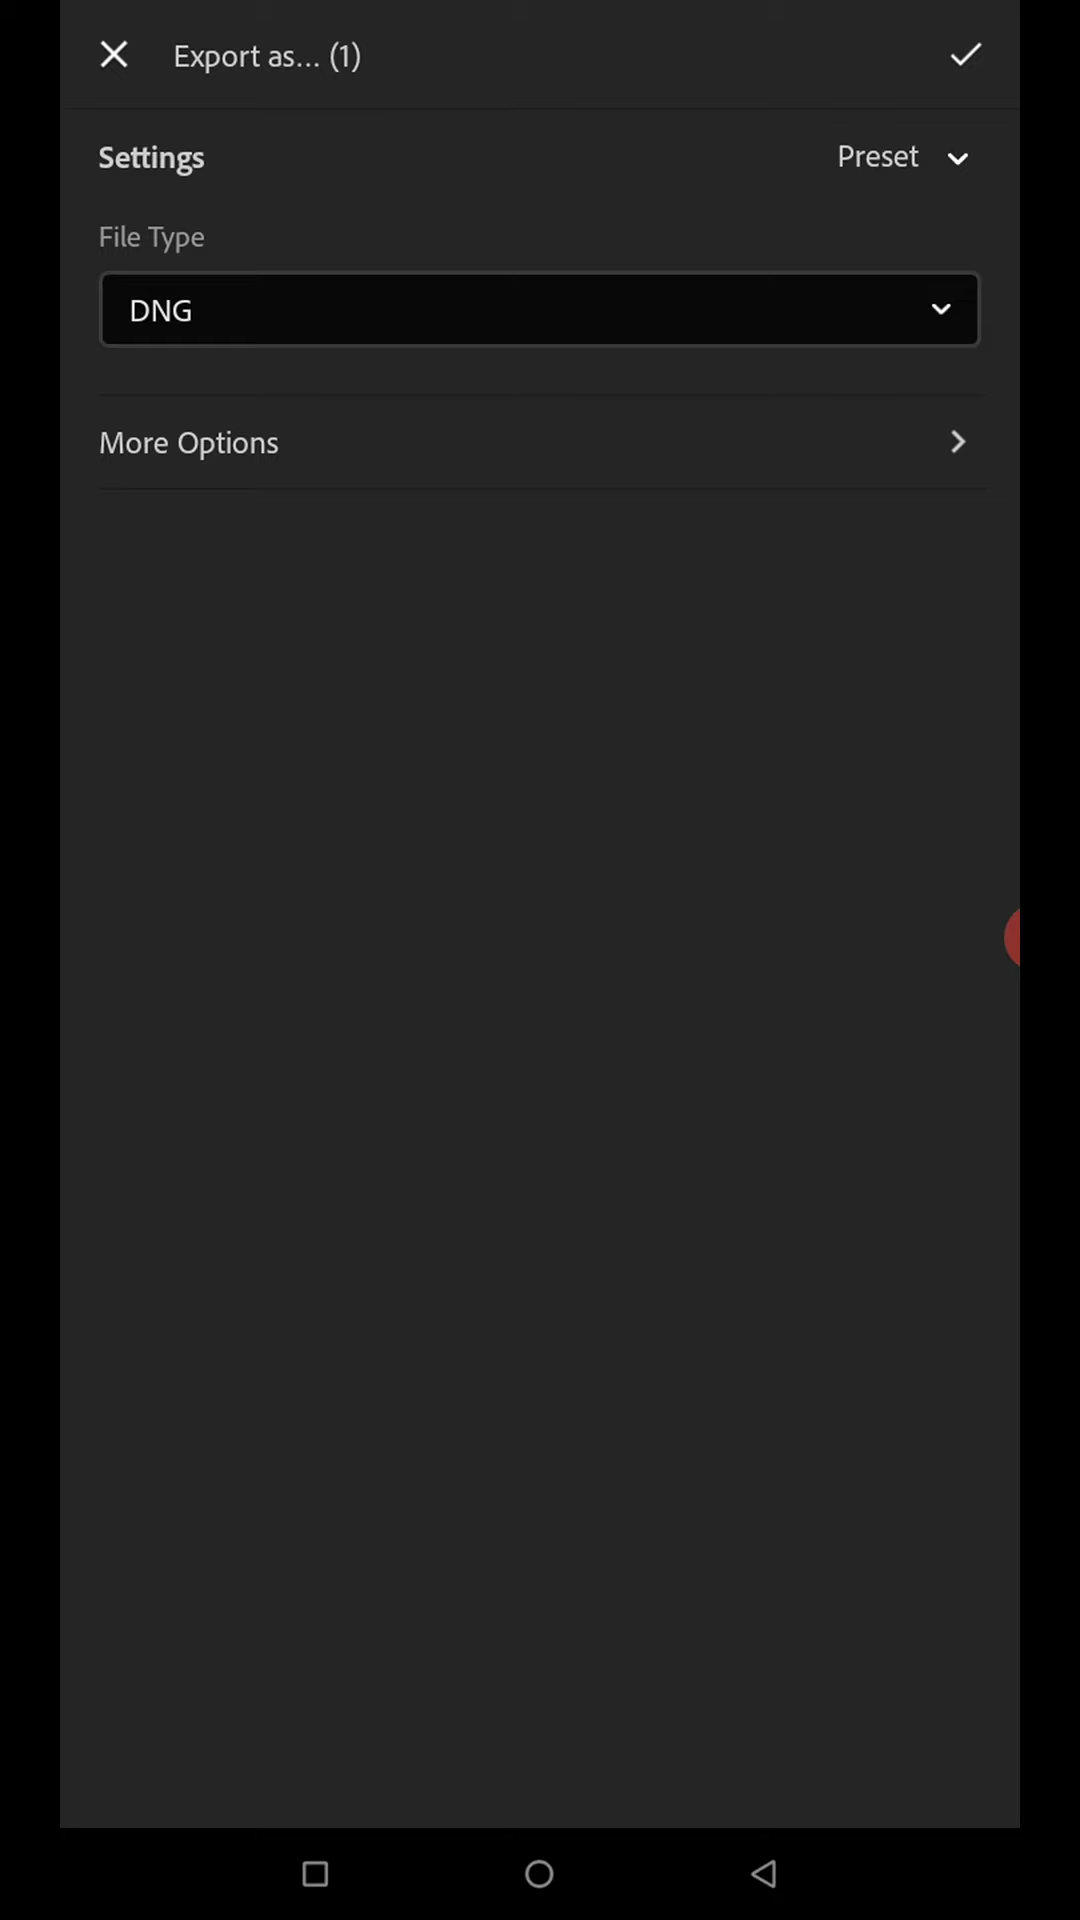 Export as... (1)
Settings
Preset
File Type
DNG
More Options